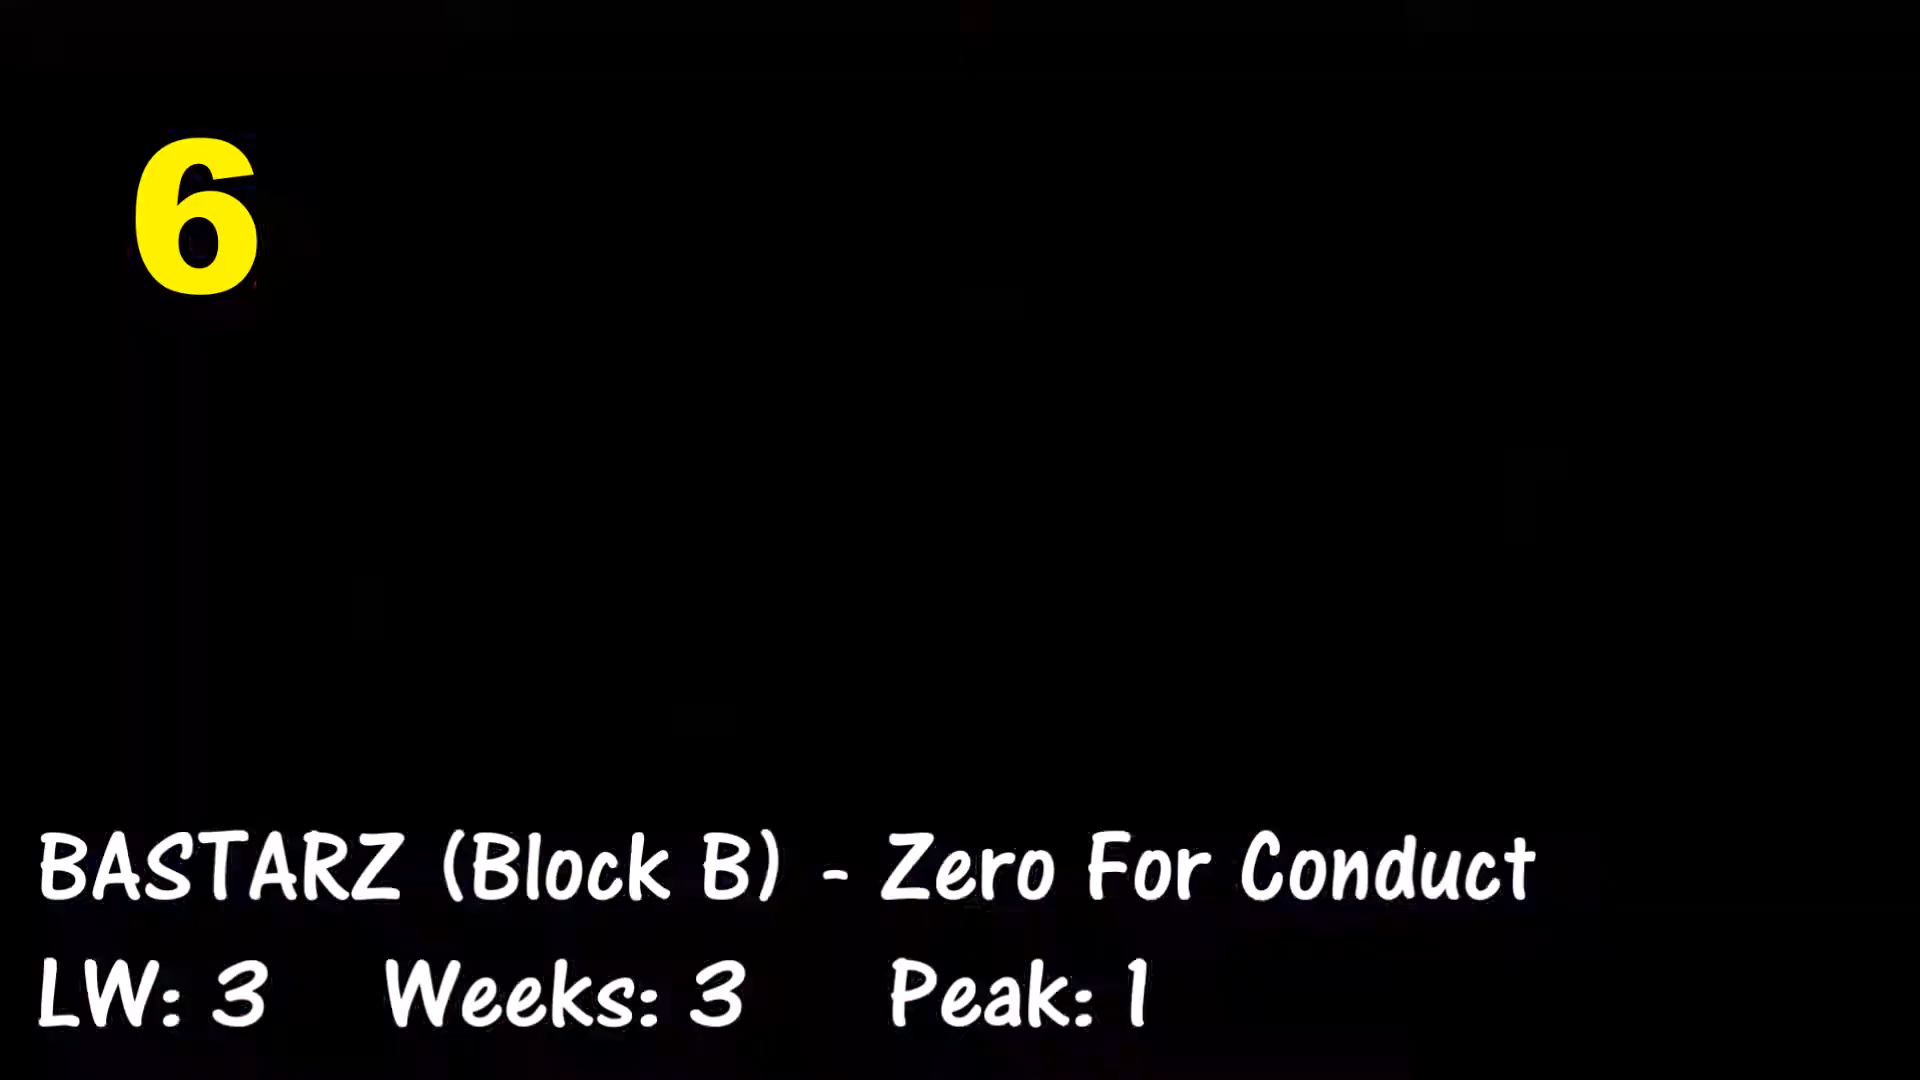 6
BASTARZ (Block B) - Zero For Conduct
LW: 3 Weeks: 3 Peak: 1